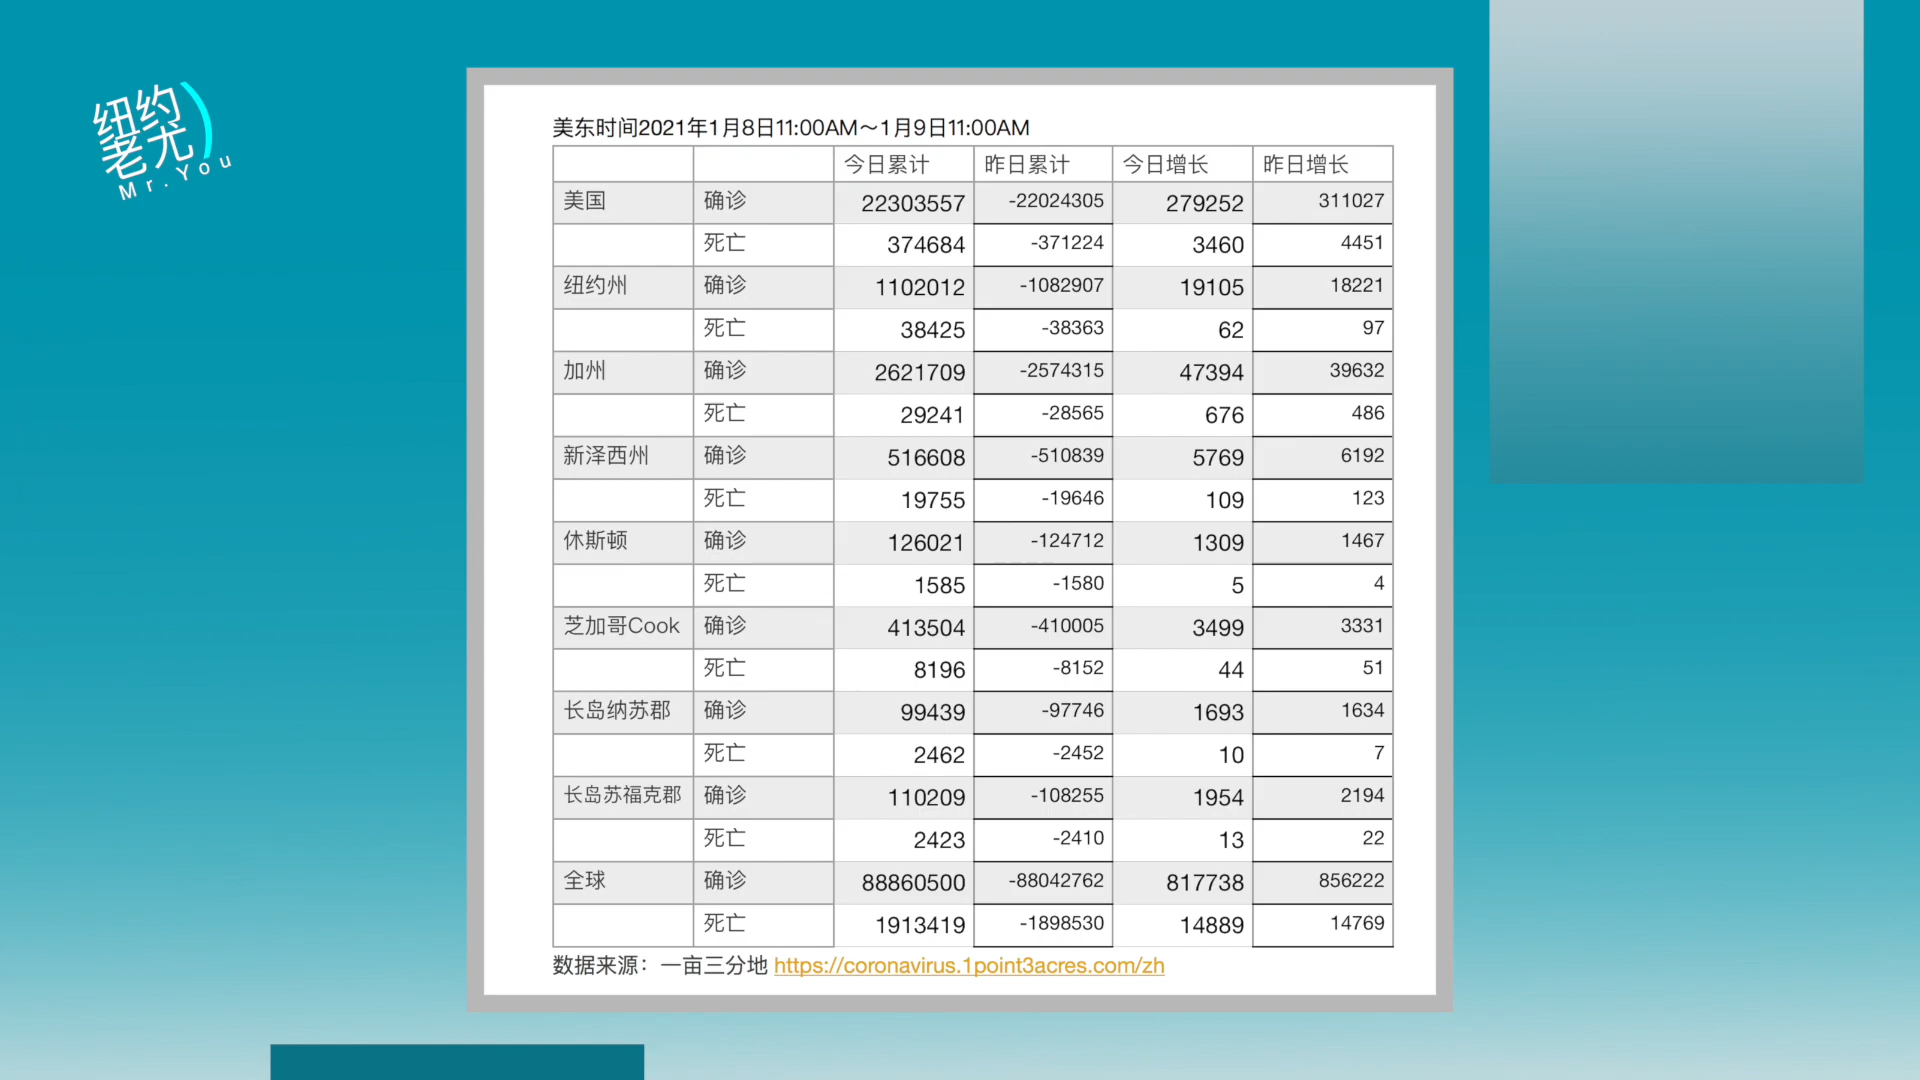 纽约
老尤
Mr.You
美东时间2021年1月8日11:00AM～1月9日11:00AM
今日累计 昨日累计 今日增长 昨日增长
美国 确诊 22303557 -22024305 279252 311027
死亡 374684 -371224 3460 4451
纽约州 确诊 1102012 -1082907 19105 18221
死亡 38425 -38363 62 97
加州 确诊 2621709 -2574315 47394 39632
死亡 29241 -28565 676 486
新泽西州 确诊 516608 -510839 5769 6192
死亡 19755 -19646 109 123
休斯顿 确诊 126021 -124712 1309 1467
死亡 1585 -1580 5 4
芝加哥Cook 确诊 413504 -410005 3499 3331
死亡 8196 -8152 44 51
长岛纳苏郡 确诊 99439 -97746 1693 1634
死亡 2462 -2452 10 7
长岛苏福克郡 确诊 110209 -108255 1954 2194
死亡 2423 -2410 13 22
全球 确诊 88860500 -88042762 817738 856222
死亡 1913419 -1898530 14889 14769
数据来源：一亩三分地 https://coronavirus.1point3acres.com/zh